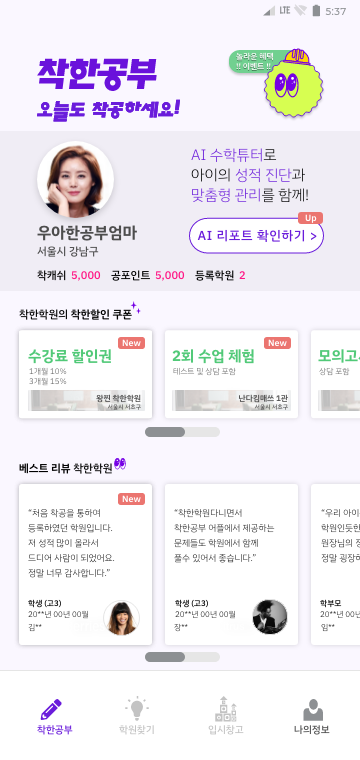 LTE 5:37
착한공부
오늘도 착공하세요!
놀라운 혜택
!! 이벤트 !!
AI 수학튜터로
아이의 성적 진단과
맞춤형 관리를 함께!
우아한공부엄마
서울시 강남구
Up
AI 리포트 확인하기 >
착캐쉬 5,000 공포인트 5,000 등록학원 2
착한학원의 착한할인 쿠폰
New
수강료 할인권
1개월 10%
3개월 15%
왕찐 착한학원
서울시 서초구
New
2회 수업 체험
테스트 및 상담 포함
난다김매쓰 1관
서울시 서초구
모의고
상담 포함
베스트 리뷰 착한학원
New
"처음 착공을 통하여
등록하였던 학원입니다.
저 성적 많이 올라서
드디어 사람이 되었어요.
정말 너무 감사합니다."
학생 (고3)
20**년 00년 00월
김**
"착한학원다니면서
착한공부 어플에서 제공하는
문제들도 학원에서 함께
풀수 있어서 좋습니다."
학생 (고3)
20**년 00년 00월
장**
"우리 아이
학원인듯한
원장님의 정
정말 굉장히
학부모
20**년 00
임**
착한공부 학원찾기 입시창고 나의정보